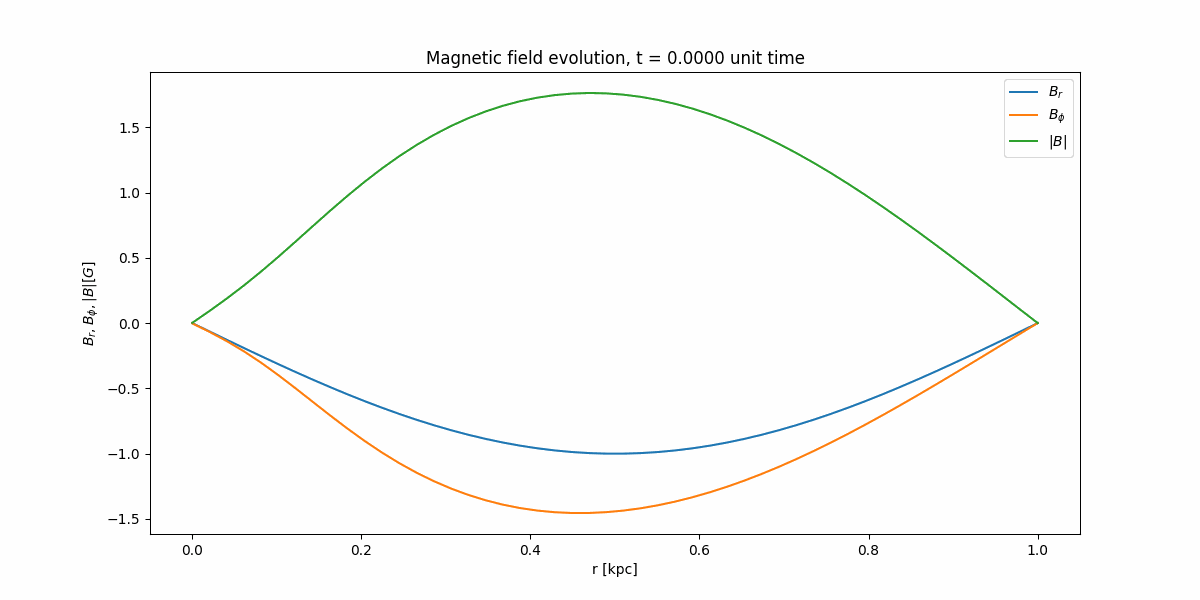 Magnetic field evolution, t = 0.0000 unit time
B_r
B_ϕ
|B|
B_r, B_ϕ, |B|[G]
1.5
1.0
0.5
0.0
−0.5
−1.0
−1.5
0.0 0.2 0.4 0.6 0.8 1.0
r [kpc]